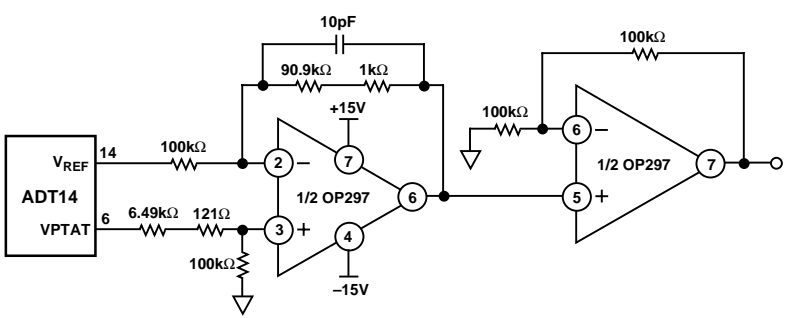 10pF
90.9kΩ 1kΩ
100kΩ
+15V
100kΩ
100kΩ
ADT14
VREF
14
VPTAT
6
6.49kΩ 121Ω
100kΩ
2
−
3
+
7
1/2 OP297
6
4
−15V
6
−
5
+
1/2 OP297
7